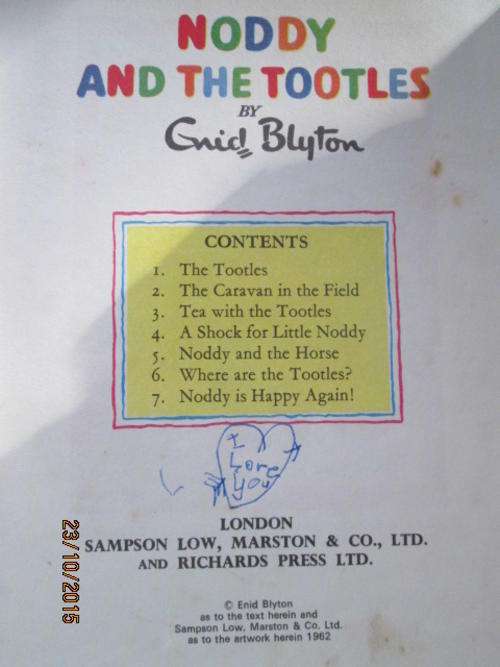 NODDY
AND THE TOOTLES
BY
Enid Blyton
CONTENTS
1. The Tootles
2. The Caravan in the Field
3. Tea with the Tootles
4. A Shock for Little Noddy
5. Noddy and the Horse
6. Where are the Tootles?
7. Noddy is Happy Again!
I
Love
you
LONDON
SAMPSON LOW, MARSTON & CO., LTD.
AND RICHARDS PRESS LTD.
© Enid Blyton
as to the text herein and
Sampson Low, Marston & Co. Ltd.
as to the artwork herein 1962
23/10/2015